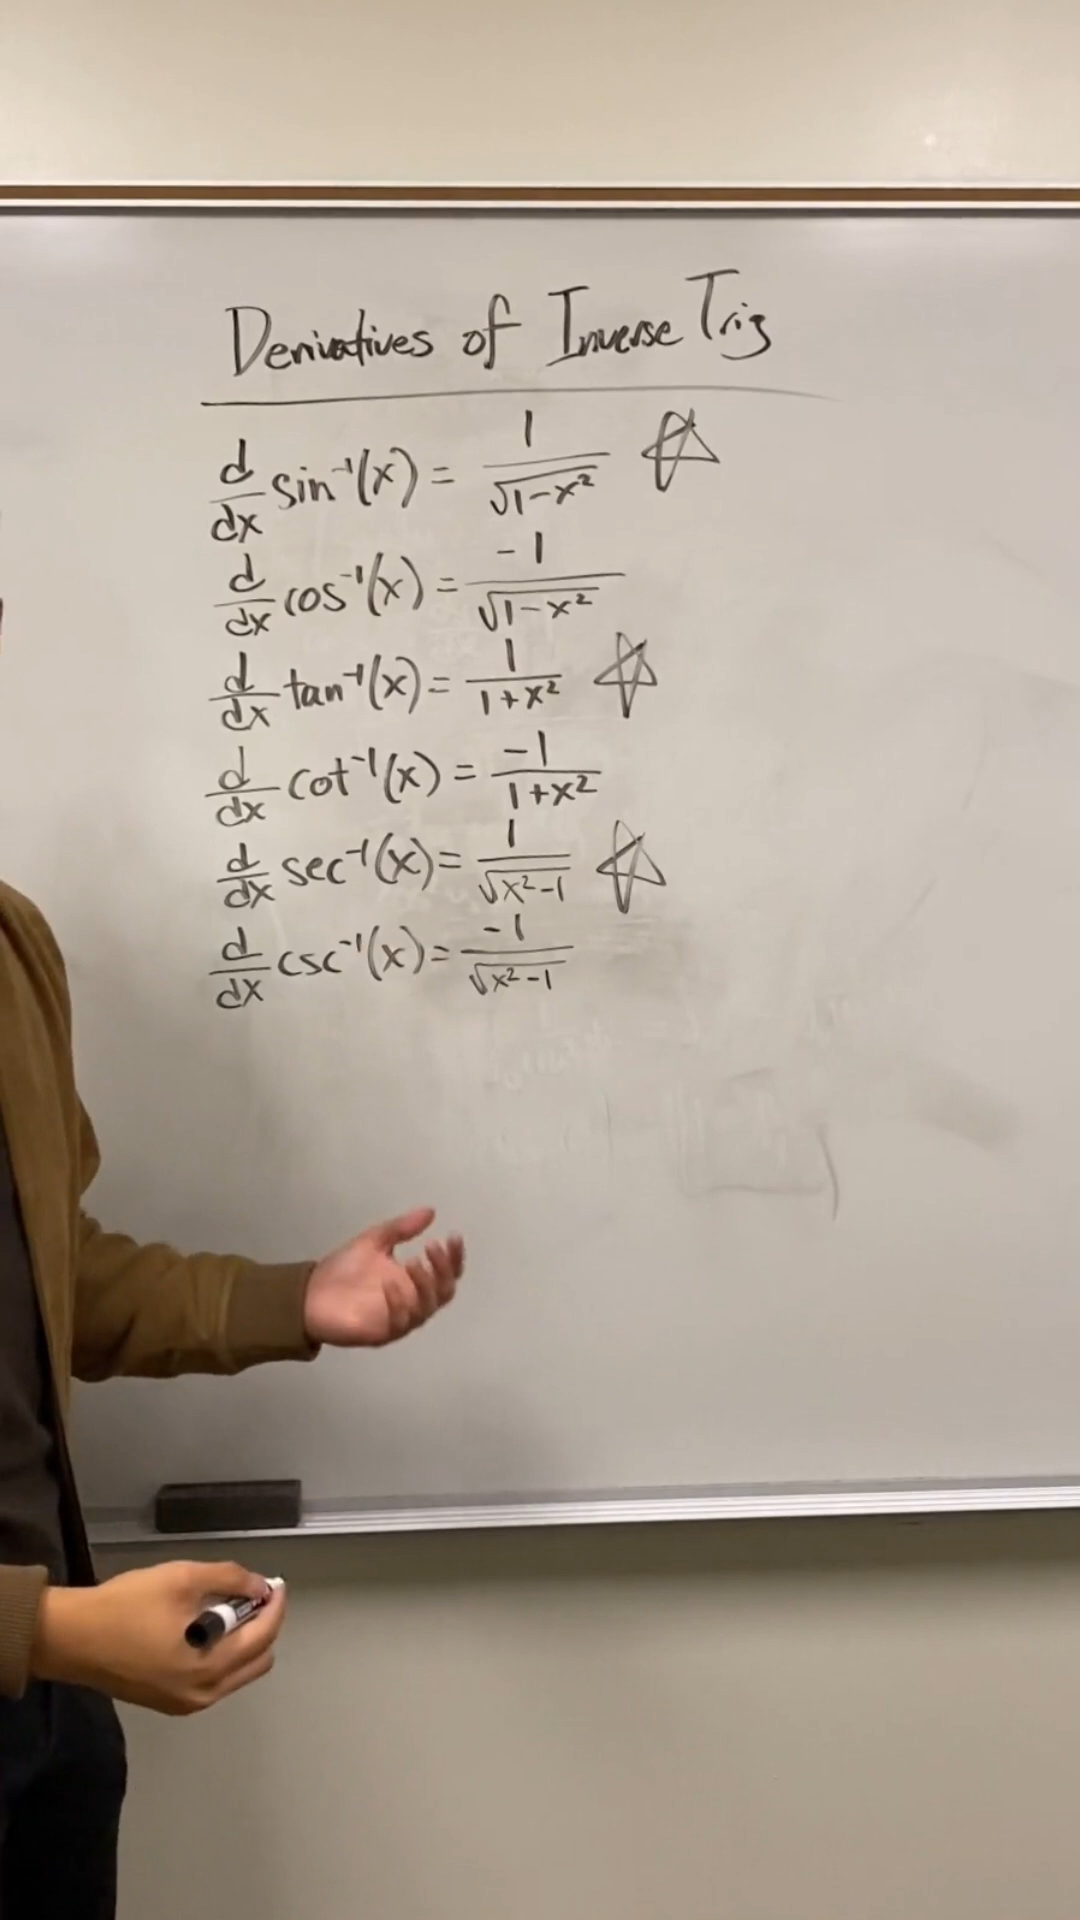 Derivatives of Inverse Trig
d/dx sin⁻¹(x) = 1/√(1-x²) ☆
d/dx cos⁻¹(x) = -1/√(1-x²)
d/dx tan⁻¹(x) = 1/(1+x²) ☆
d/dx cot⁻¹(x) = -1/(1+x²)
d/dx sec⁻¹(x) = 1/√(x²-1) ☆
d/dx csc⁻¹(x) = -1/√(x²-1)